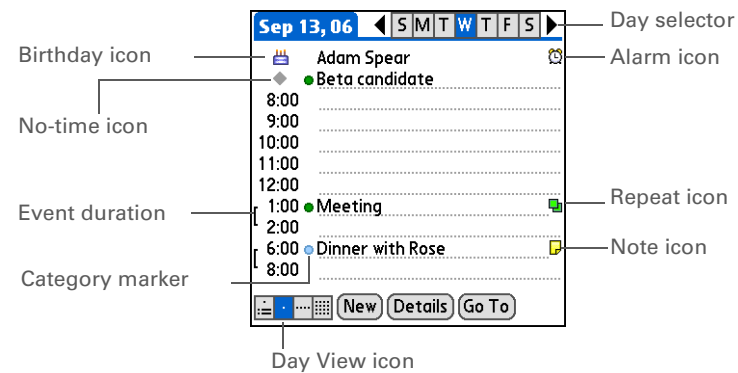 Sep 13, 06 S M T W T F S Day selector
Birthday icon Adam Spear Alarm icon
Beta candidate
8:00
No-time icon 9:00
10:00
11:00
12:00
Event duration 1:00 Meeting Repeat icon
2:00
6:00 Dinner with Rose Note icon
Category marker 8:00
New Details Go To
Day View icon